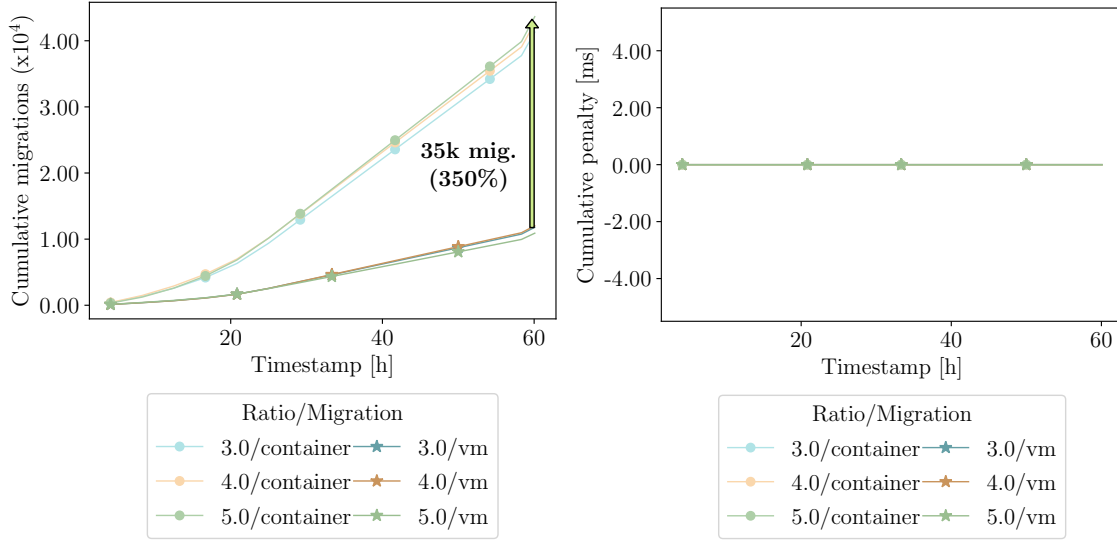 Cumulative migrations (x10⁴)
4.00
3.00
2.00
1.00
0.00
35k mig.
(350%)
20
40
60
Timestamp [h]
Ratio/Migration
3.0/container 3.0/vm
4.0/container 4.0/vm
5.0/container 5.0/vm
Cumulative penalty [ms]
4.00
2.00
0.00
-2.00
-4.00
20
40
60
Timestamp [h]
Ratio/Migration
3.0/container 3.0/vm
4.0/container 4.0/vm
5.0/container 5.0/vm